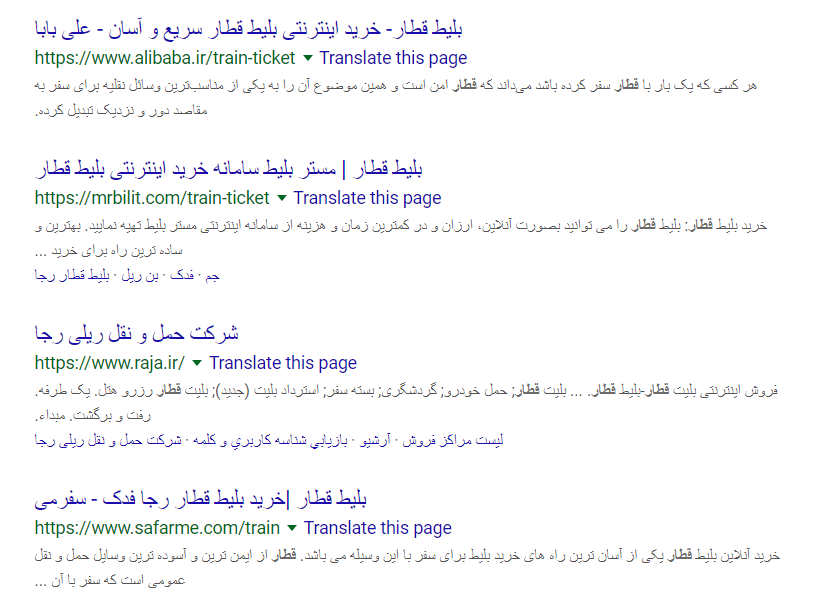 بلیط قطار- خرید اینترنتی بلیط قطار سریع و آسان - علی بابا
https://www.alibaba.ir/train-ticket ▼ Translate this page
هر کسی که یک بار با قطار سفر کرده باشد می‌داند که قطار امن است و همین موضوع آن را به یکی از مناسب‌ترین وسائل نقلیه برای سفر به
مقاصد دور و نزدیک تبدیل کرده.
بلیط قطار | مستر بلیط سامانه خرید اینترنتی بلیط قطار
https://mrbilit.com/train-ticket ▼ Translate this page
خرید بلیط قطار: بلیط قطار را می توانید بصورت آنلاین، ارزان و در کمترین زمان و هزینه از سامانه اینترنتی مستر بلیط تهیه نمایید. بهترین و
ساده ترین راه برای خرید ...
جم · فدک · بن ریل · بلیط قطار رجا
شرکت حمل و نقل ریلی رجا
https://www.raja.ir/ ▼ Translate this page
فروش اینترنتی بلیت قطار-بلیط قطار. ... بلیت قطار; حمل خودرو; گردشگری; بسته سفر; استرداد بلیت (جدید); بلیت قطار رزرو هتل. یک طرفه.
رفت و برگشت. مبداء.
لیست مراکز فروش · آرشیو · بازيابي شناسه كاربري و كلمه · شرکت حمل و نقل ریلی رجا
بلیط قطار |خرید بلیط قطار رجا فدک - سفرمی
https://www.safarme.com/train ▼ Translate this page
خرید آنلاین بلیط قطار یکی از آسان ترین راه های خرید بلیط برای سفر با این وسیله می باشد. قطار از ایمن ترین و آسوده ترین وسایل حمل و نقل
عمومی است که سفر با آن ...